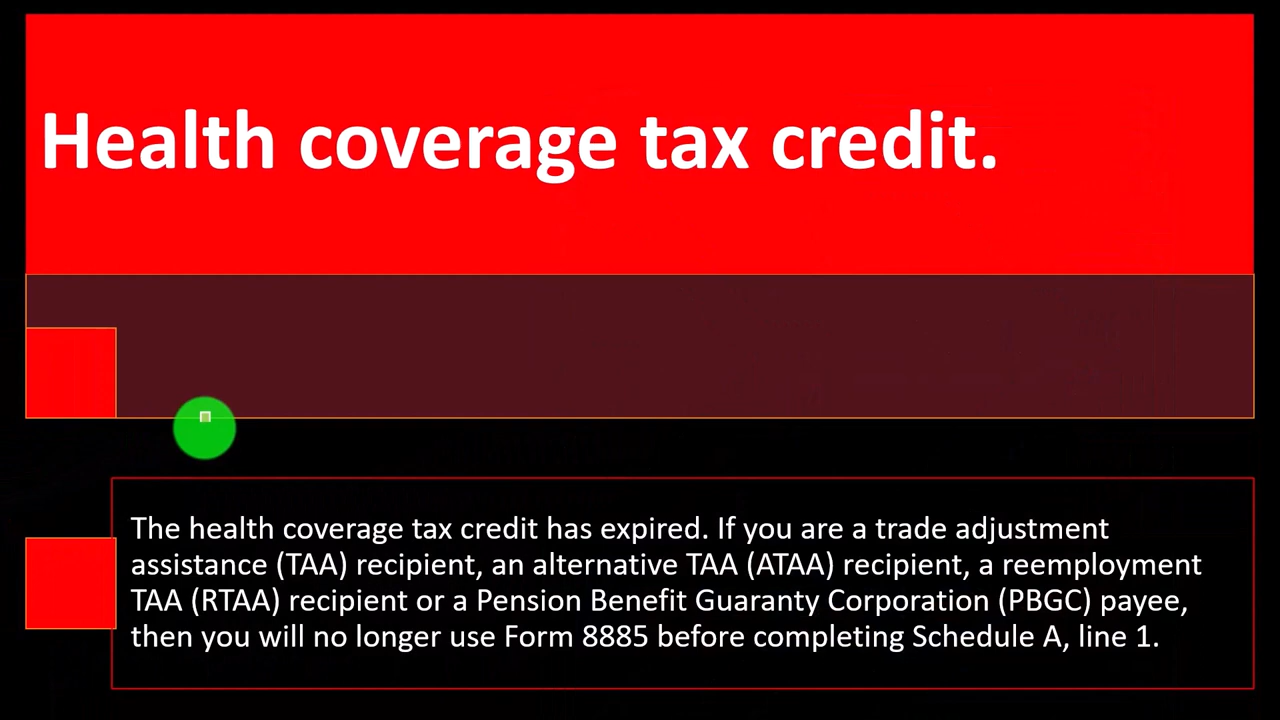 Health coverage tax credit.
The health coverage tax credit has expired. If you are a trade adjustment
assistance (TAA) recipient, an alternative TAA (ATAA) recipient, a reemployment
TAA (RTAA) recipient or a Pension Benefit Guaranty Corporation (PBGC) payee,
then you will no longer use Form 8885 before completing Schedule A, line 1.